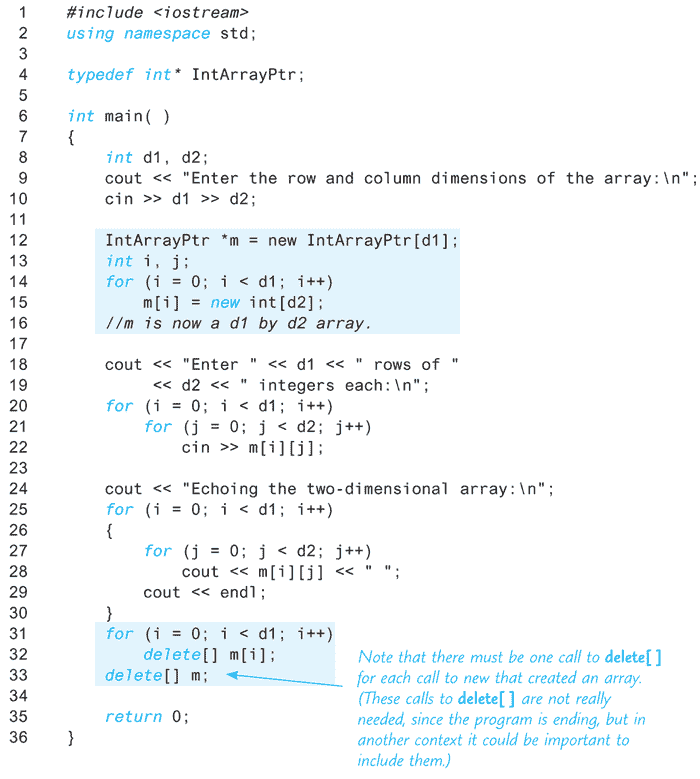 1 #include <iostream>
2 using namespace std;
3
4 typedef int* IntArrayPtr;
5
6 int main( )
7 {
8 int d1, d2;
9 cout << "Enter the row and column dimensions of the array:\n";
10 cin >> d1 >> d2;
11
12 IntArrayPtr *m = new IntArrayPtr[d1];
13 int i, j;
14 for (i = 0; i < d1; i++)
15 m[i] = new int[d2];
16 //m is now a d1 by d2 array.
17
18 cout << "Enter " << d1 << " rows of "
19 << d2 << " integers each:\n";
20 for (i = 0; i < d1; i++)
21 for (j = 0; j < d2; j++)
22 cin >> m[i][j];
23
24 cout << "Echoing the two-dimensional array:\n";
25 for (i = 0; i < d1; i++)
26 {
27 for (j = 0; j < d2; j++)
28 cout << m[i][j] << " ";
29 cout << endl;
30 }
31 for (i = 0; i < d1; i++)
32 delete[] m[i];
33 delete[] m;
34
35 return 0;
36 }
Note that there must be one call to delete[ ]
for each call to new that created an array.
(These calls to delete[ ] are not really
needed, since the program is ending, but in
another context it could be important to
include them.)